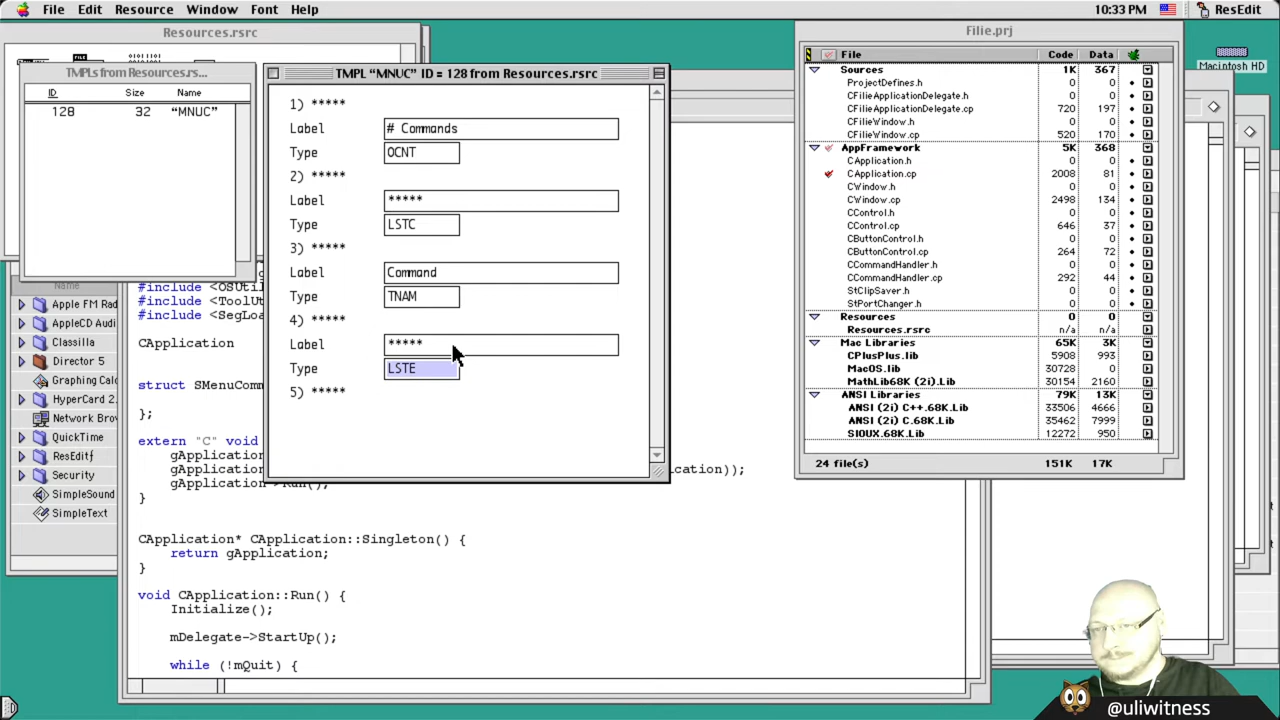 File Edit Resource Window Font Help
10:33 PM
ResEdit
Resources.rsrc
TMPLs from Resources.rs...
ID Size Name
128 32 “MNUC”
TMPL “MNUC” ID = 128 from Resources.rsrc
1) *****
Label # Commands
Type OCNT
2) *****
Label *****
Type LSTC
3) *****
Label Command
Type TNAM
4) *****
Label *****
Type LSTE
5) *****
Filie.prj
File Code Data
Sources 1K 367
ProjectDefines.h 0 0
CFilieApplicationDelegate.h 0 0
CFilieApplicationDelegate.cp 720 197
CFilieWindow.h 0 0
CFilieWindow.cp 520 170
AppFramework 5K 368
CApplication.h 0 0
CApplication.cp 2008 81
CWindow.h 0 0
CWindow.cp 2498 134
CControl.h 0 0
CControl.cp 646 37
CButtonControl.h 0 0
CButtonControl.cp 264 72
CCommandHandler.h 0 0
CCommandHandler.cp 292 44
StClipSaver.h 0 0
StPortChanger.h 0 0
Resources 0 0
Resources.rsrc n/a n/a
Mac Libraries 65K 3K
CPlusPlus.lib 5908 993
MacOS.lib 30728 0
MathLib68K (2i).Lib 30154 2160
ANSI Libraries 79K 13K
ANSI (2i) C++.68K.Lib 33506 4666
ANSI (2i) C.68K.Lib 35462 7999
SIOUX.68K.Lib 12272 950
24 file(s) 151K 17K
Macintosh HD
Name
Apple FM Rad
AppleCD Audi
Classilla
Director 5
Graphing Calc
HyperCard 2.
Network Brow
QuickTime
ResEdit
Security
SimpleSound
SimpleText
#include <OSUtil
#include <ToolUt
#include <SegLoa
CApplication
struct SMenuComm
};
extern "C" void
gApplication
gApplication ication));
gApplication->Run();
}
CApplication* CApplication::Singleton() {
return gApplication;
}
void CApplication::Run() {
Initialize();
mDelegate->StartUp();
while (!mQuit) {
@uliwitness